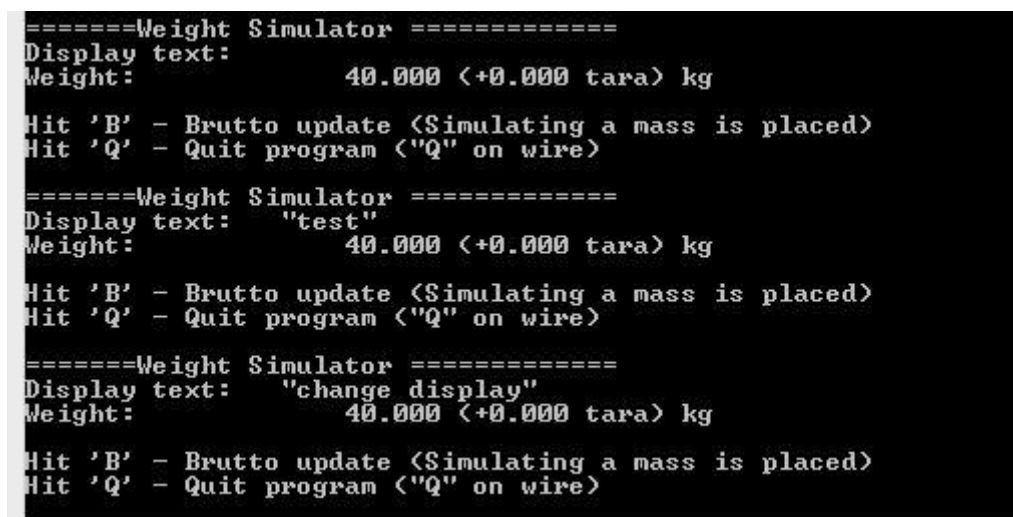 =======Weight Simulator =============
Display text:
Weight:                40.000 (+0.000 tara) kg
Hit 'B' - Brutto update (Simulating a mass is placed)
Hit 'Q' - Quit program ("Q" on wire)
=======Weight Simulator =============
Display text:   "test"
Weight:                40.000 (+0.000 tara) kg
Hit 'B' - Brutto update (Simulating a mass is placed)
Hit 'Q' - Quit program ("Q" on wire)
=======Weight Simulator =============
Display text:   "change display"
Weight:                40.000 (+0.000 tara) kg
Hit 'B' - Brutto update (Simulating a mass is placed)
Hit 'Q' - Quit program ("Q" on wire)